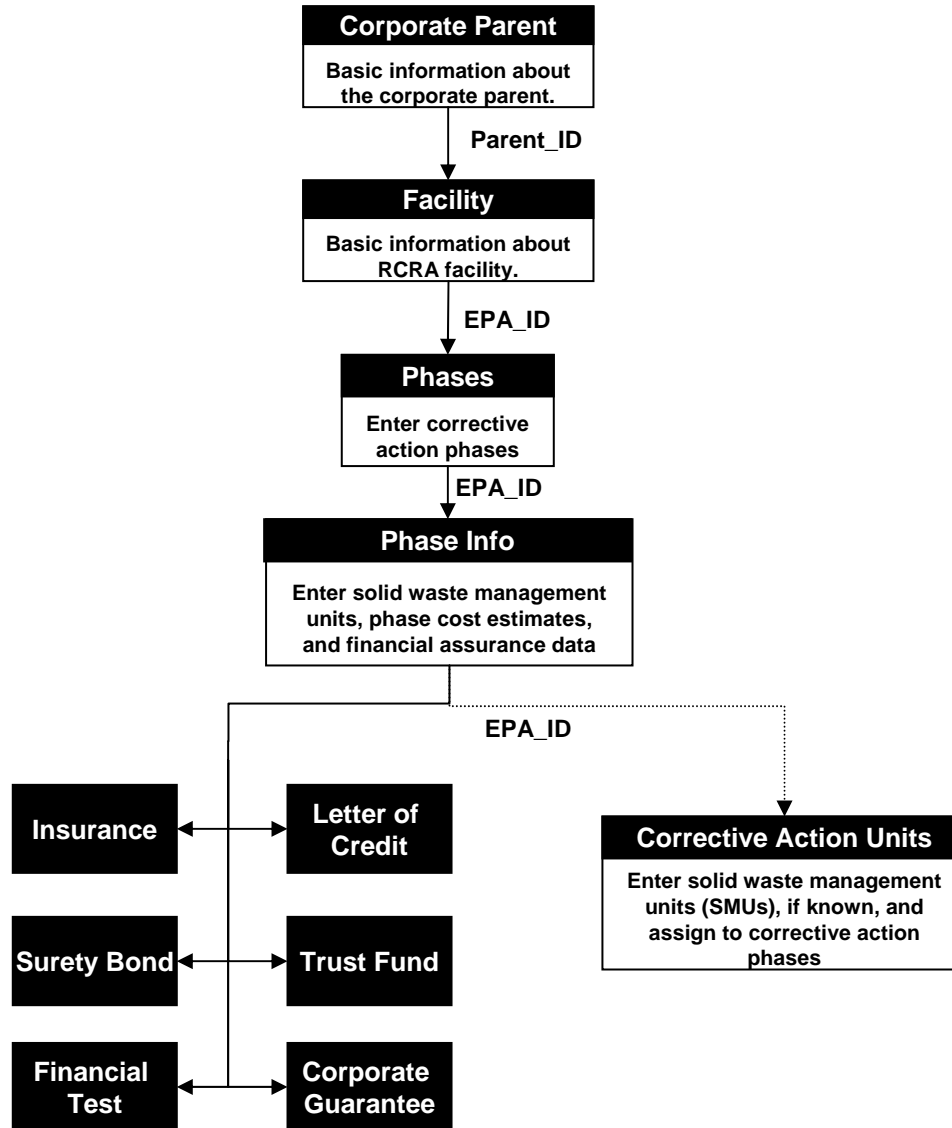 Corporate Parent
Basic information about
the corporate parent.
Parent_ID
Facility
Basic information about
RCRA facility.
EPA_ID
Phases
Enter corrective
action phases
EPA_ID
Phase Info
Enter solid waste management
units, phase cost estimates,
and financial assurance data
EPA_ID
Insurance
Letter of
Credit
Surety Bond
Trust Fund
Financial
Test
Corporate
Guarantee
Corrective Action Units
Enter solid waste management
units (SMUs), if known, and
assign to corrective action
phases